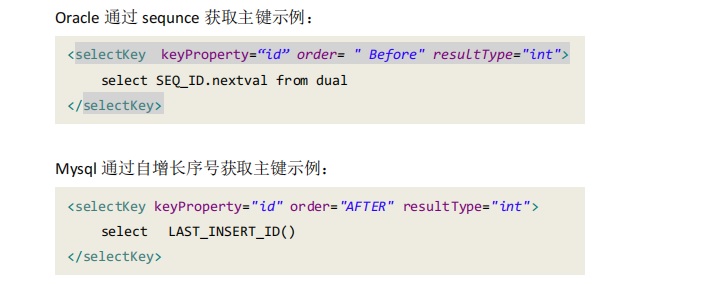 Oracle 通过 sequnce 获取主键示例：
<selectKey keyProperty=“id” order= " Before" resultType="int">
select SEQ_ID.nextval from dual
</selectKey>
Mysql 通过自增长序号获取主键示例：
<selectKey keyProperty="id" order="AFTER" resultType="int">
select LAST_INSERT_ID()
</selectKey>